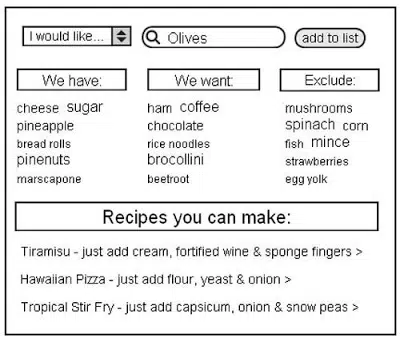 I would like... Olives add to list
We have: We want: Exclude:
cheese sugar ham coffee mushrooms
pineapple chocolate spinach corn
bread rolls rice noodles fish mince
pinenuts brocollini strawberries
marscapone beetroot egg yolk
Recipes you can make:
Tiramisu - just add cream, fortified wine & sponge fingers >
Hawaiian Pizza - just add flour, yeast & onion >
Tropical Stir Fry - just add capsicum, onion & snow peas >